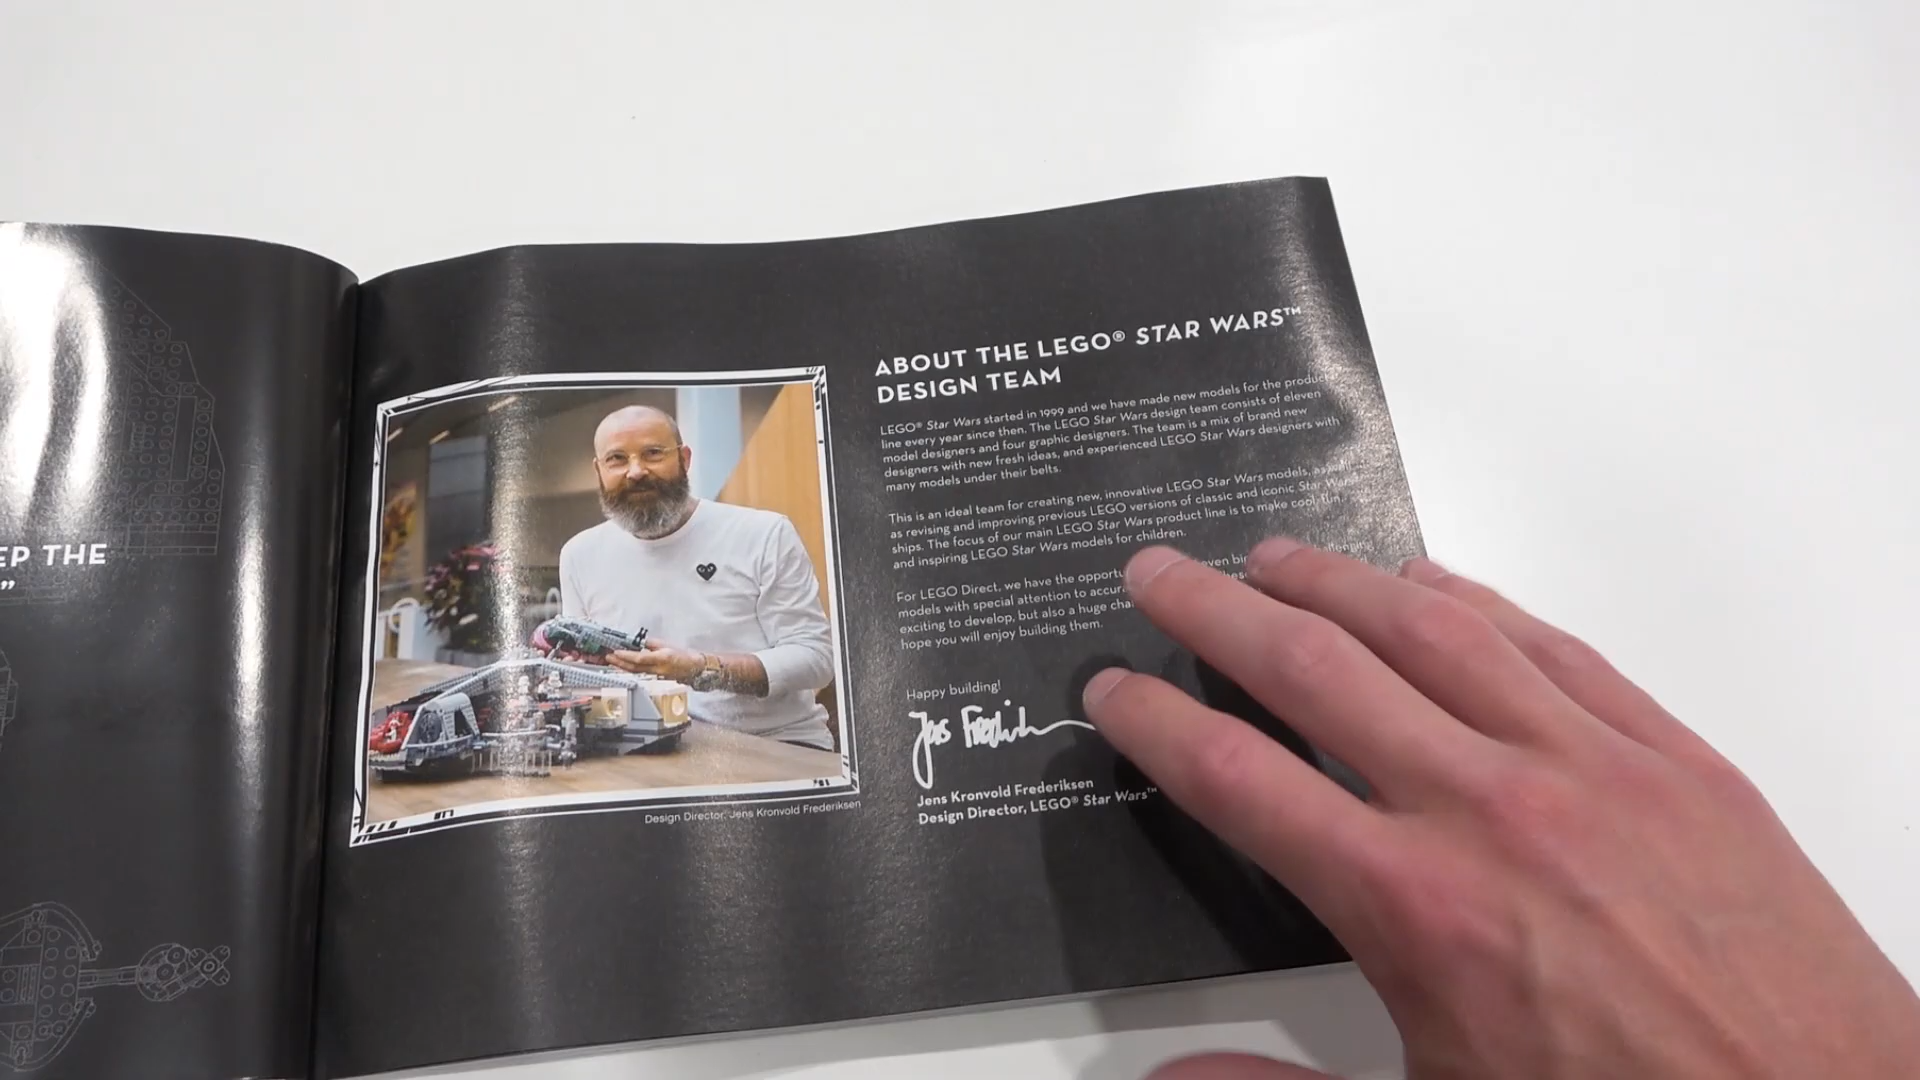 EP THE
”
ABOUT THE LEGO® STAR WARS™
DESIGN TEAM
LEGO® Star Wars started in 1999 and we have made new models for the product
line every year since then. The LEGO Star Wars design team consists of eleven
model designers and four graphic designers. The team is a mix of brand new
designers with new fresh ideas, and experienced LEGO Star Wars designers with
many models under their belts.
This is an ideal team for creating new, innovative LEGO Star Wars models, as well
as revising and improving previous LEGO versions of classic and iconic Star Wars
ships. The focus of our main LEGO Star Wars product line is to make cool, fun,
and inspiring LEGO Star Wars models for children.
For LEGO Direct, we have the opportu even
models with special attention to accura
exciting to develop, but also a huge cha
hope you will enjoy building them.
Happy building!
Jens Kronvold Frederiksen
Design Director, LEGO® Star Wars™
Design Director, Jens Kronvold Frederiksen